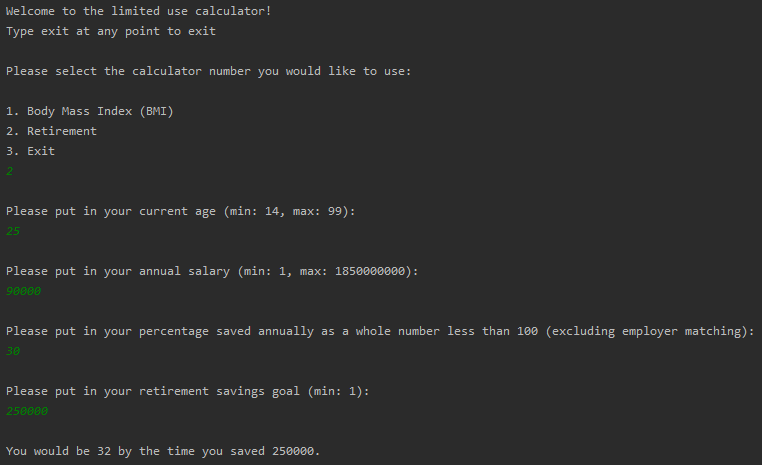 Welcome to the limited use calculator!
Type exit at any point to exit
Please select the calculator number you would like to use:
1. Body Mass Index (BMI)
2. Retirement
3. Exit
2
Please put in your current age (min: 14, max: 99):
25
Please put in your annual salary (min: 1, max: 1850000000):
90000
Please put in your percentage saved annually as a whole number less than 100 (excluding employer matching):
30
Please put in your retirement savings goal (min: 1):
250000
You would be 32 by the time you saved 250000.